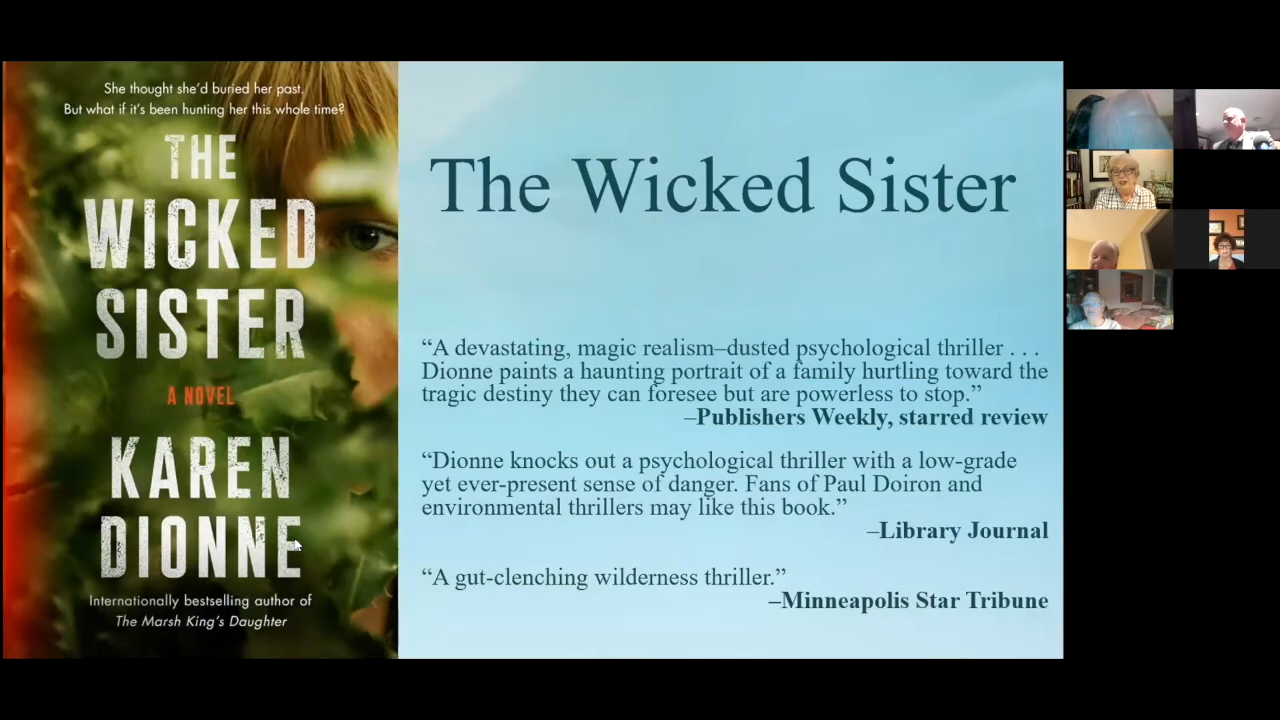 She thought she'd buried her past.
But what if it's been hunting her this whole time?
THE
WICKED
SISTER
A NOVEL
KAREN
DIONNE
Internationally bestselling author of
The Marsh King's Daughter
The Wicked Sister
“A devastating, magic realism–dusted psychological thriller . . .
Dionne paints a haunting portrait of a family hurtling toward the
tragic destiny they can foresee but are powerless to stop.”
–Publishers Weekly, starred review
“Dionne knocks out a psychological thriller with a low-grade
yet ever-present sense of danger. Fans of Paul Doiron and
environmental thrillers may like this book.”
–Library Journal
“A gut-clenching wilderness thriller.”
–Minneapolis Star Tribune